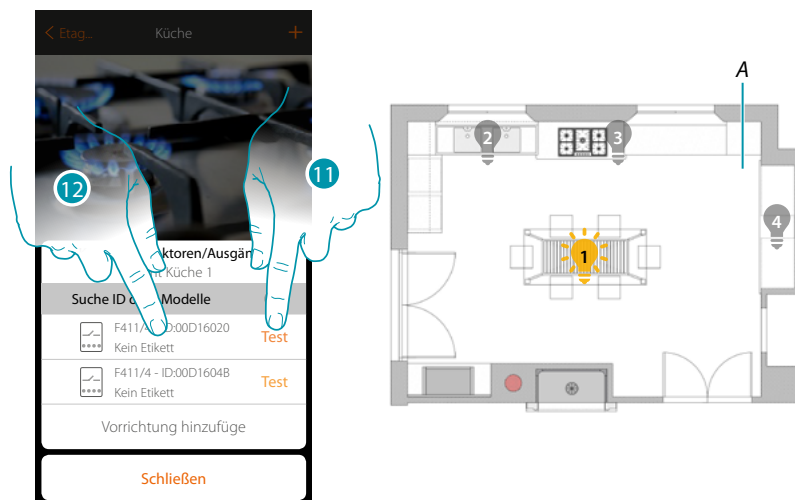 < Etag... Küche +
12
11
ktoren/Ausgän
t Küche 1
Suche ID o Modelle
F411/4 - ID:00D16020
Kein Etikett
Test
F411/4 - ID:00D1604B
Kein Etikett
Test
Vorrichtung hinzufüge
Schließen
A
2
3
4
1